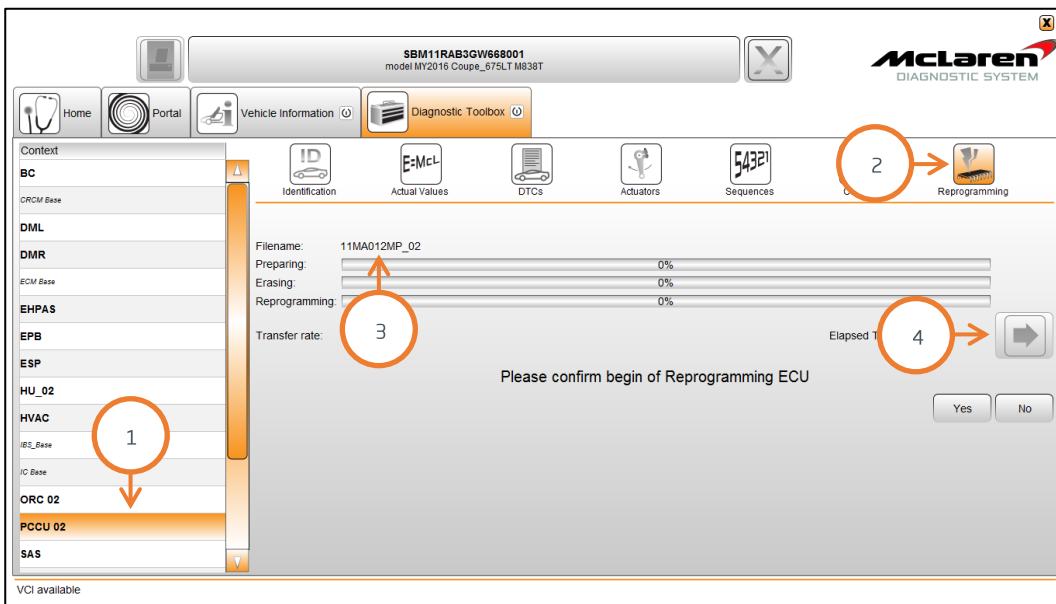 X
SBM11RAB3GW668001
model MY2016 Coupe_675LT M838T
McLaren
DIAGNOSTIC SYSTEM
Home
Portal
Vehicle Information
Diagnostic Toolbox
Context
BC
CRCM Base
DML
DMR
ECM Base
EHPAS
EPB
ESP
HU_02
HVAC
IBS_Base
IC Base
ORC 02
PCCU 02
SAS
ID
Identification
E=McL
Actual Values
DTCs
Actuators
54321
Sequences
2
Reprogramming
Filename: 11MA012MP_02
Preparing: 0%
Erasing: 0%
Reprogramming: 0%
3
Transfer rate:
Elapsed T
4
Please confirm begin of Reprogramming ECU
Yes No
1
VCI available